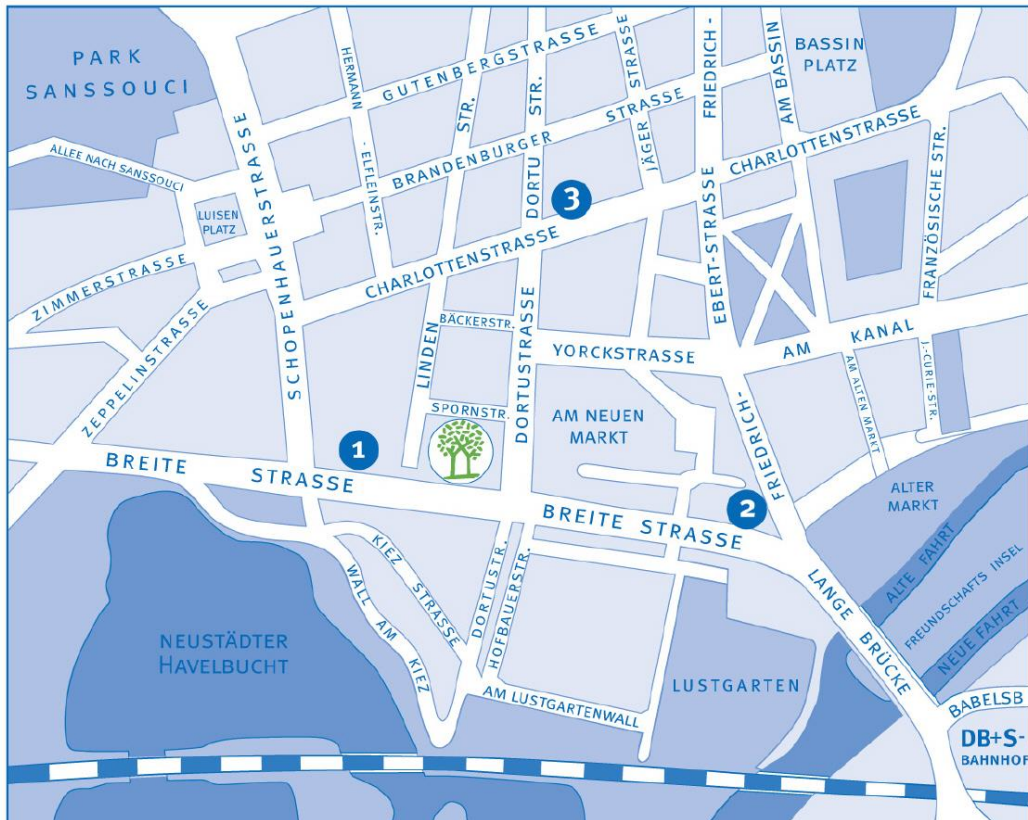 PARK
SANSSOUCI
ALLEE NACH SANSSOUCI
LUISEN
PLATZ
ZIMMERSTRASSE
ZEPPELINSTRASSE
SCHOPENHAUERSTRASSE
HERMANN
- ELFLEINSTR.
GUTENBERGSTRASSE
BRANDENBURGER STRASSE
CHARLOTTENSTRASSE
3
CHARLOTTENSTRASSE
LINDEN
STR.
DORTU STR.
DORTUSTRASSE
JÄGER STRASSE
FRIEDRICH-
EBERT-STRASSE
AM BASSIN
BASSIN
PLATZ
FRANZÖSISCHE STR.
BÄCKERSTR.
YORCKSTRASSE
AM KANAL
AM ALTEN MARKT
J.-CURIE-STR.
SPORNSTR.
AM NEUEN
MARKT
FRIEDRICH-
1
BREITE STRASSE
2
BREITE STRASSE
ALTER
MARKT
KIEZ STRASSE
WALL AM KIEZ
DORTUSTR.
HOFBAUERSTR.
AM LUSTGARTENWALL
LUSTGARTEN
LANGE BRÜCKE
ALTE FAHRT
FREUNDSCHAFTS INSEL
NEUE FAHRT
NEUSTÄDTER
HAVELBUCHT
BABELSB
DB+S-
BAHNHOF